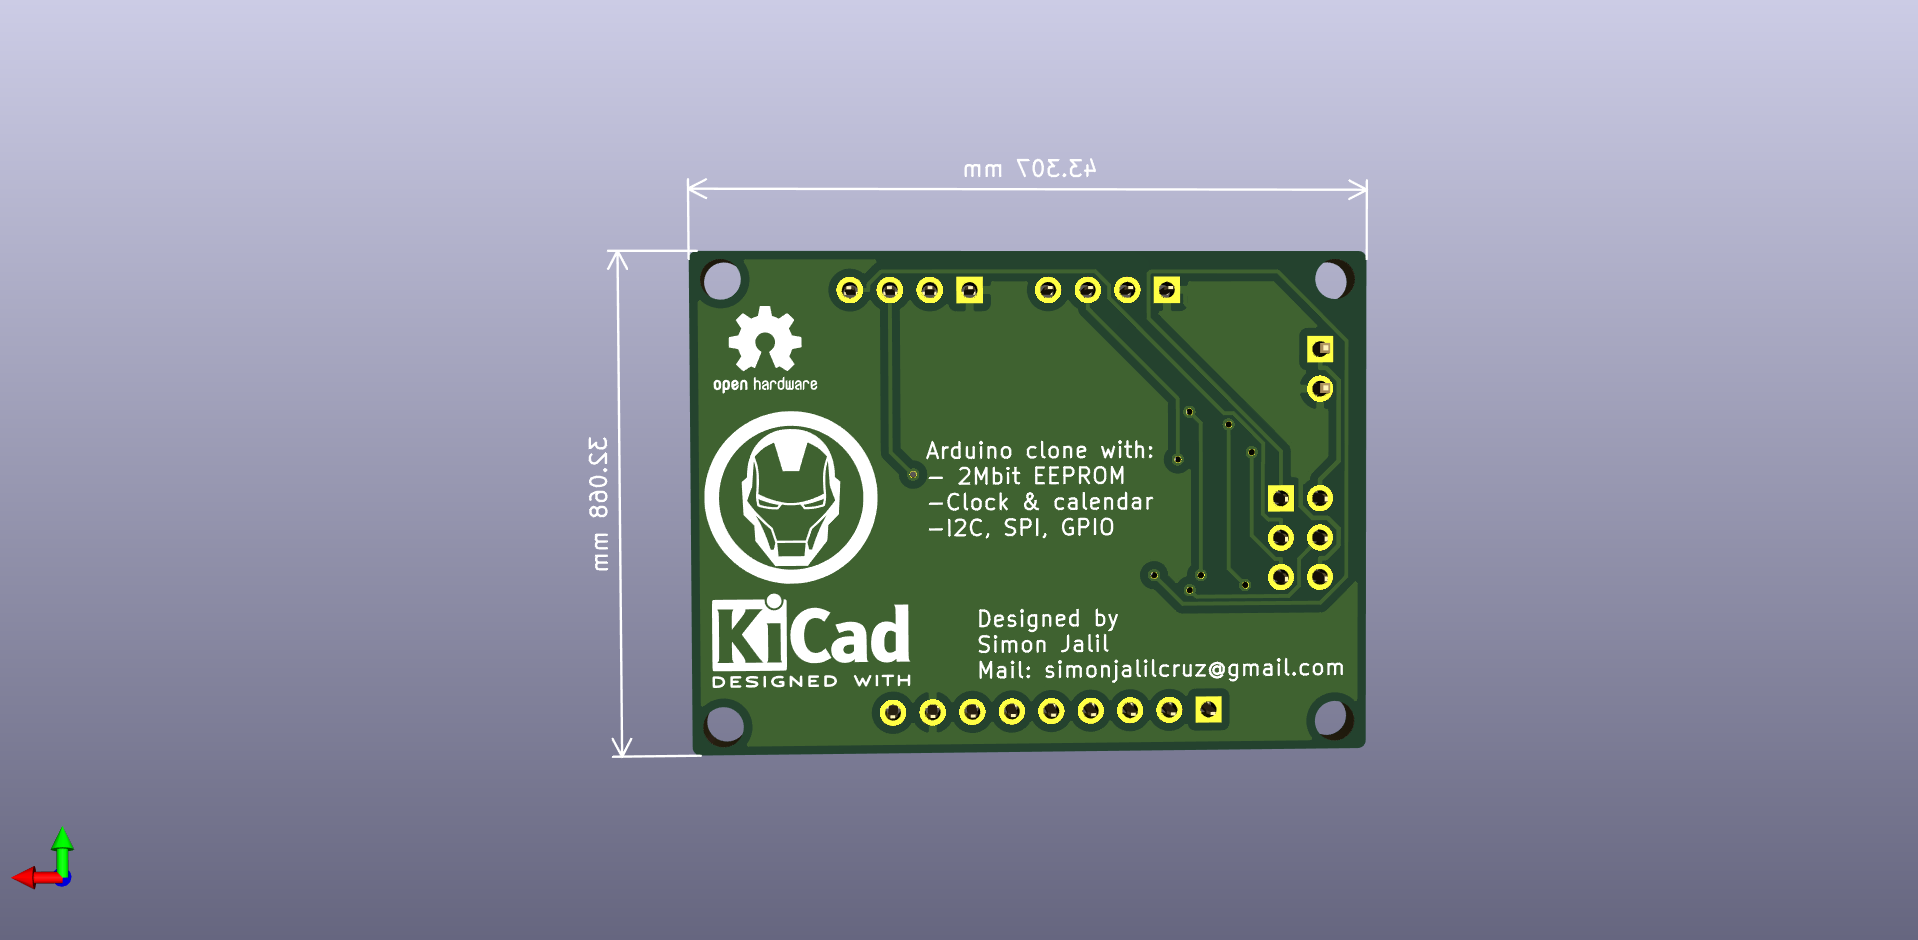 43.307 mm
32.068 mm
open hardware
Arduino clone with:
- 2Mbit EEPROM
-Clock & calendar
-I2C, SPI, GPIO
KiCad
DESIGNED WITH
Designed by
Simon Jalil
Mail: simonjalilcruz@gmail.com